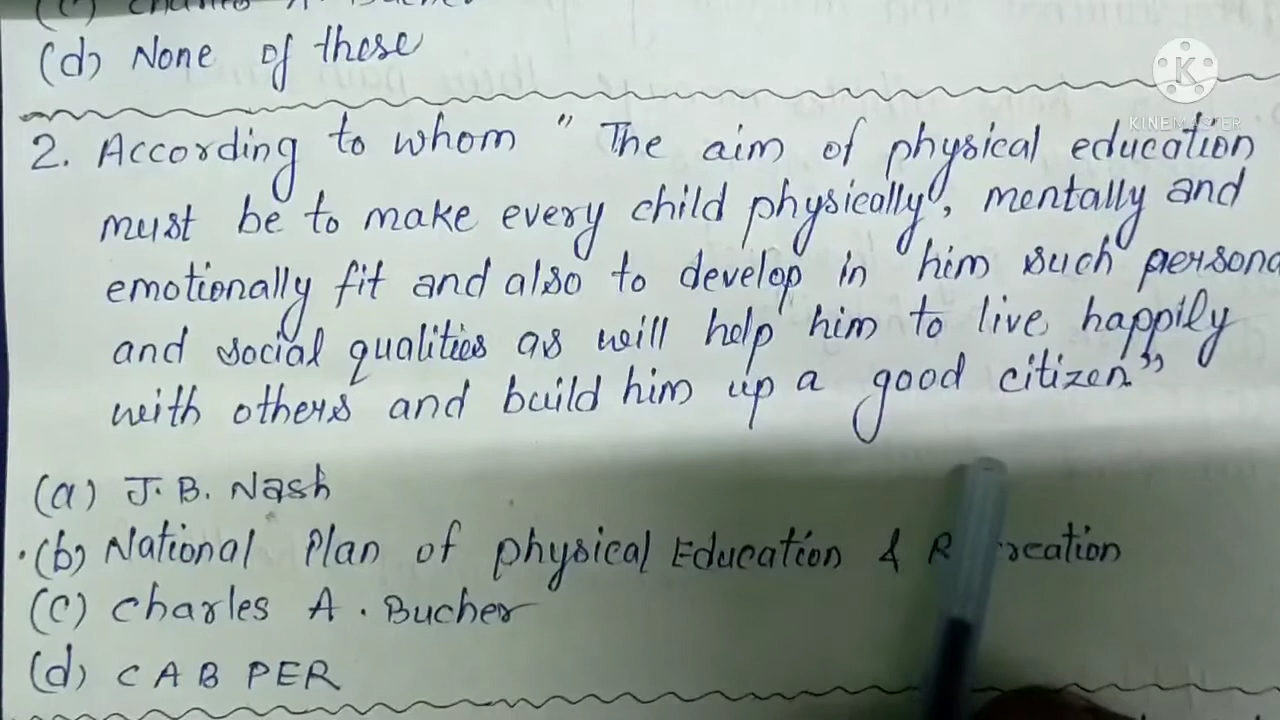 (d) None of these
2. According to whom " The aim of physical education
must be to make every child physically, mentally and
emotionally fit and also to develop in him such persona
and social qualities as will help him to live happily
with others and build him up a good citizen"
(a) J. B. Nash
(b) National Plan of physical Education &
(C) Charles A. Bucher
(d) C A B PER
K
KINEMASTER